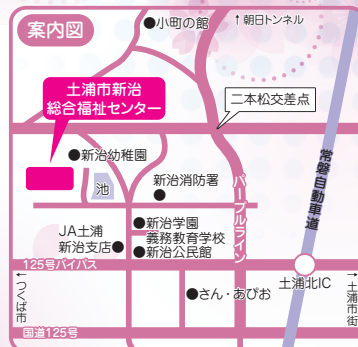 案内図
●小町の館
↑朝日トンネル
土浦市新治
総合福祉センター
二本松交差点
●新治幼稚園
池
新治消防署
●
パープルライン
常磐自動車道
JA土浦
新治支店●
●新治学園
義務教育学校
●新治公民館
125号バイパス
←つくば市
●さん・あぴお
土浦北IC
→土浦市街
国道125号